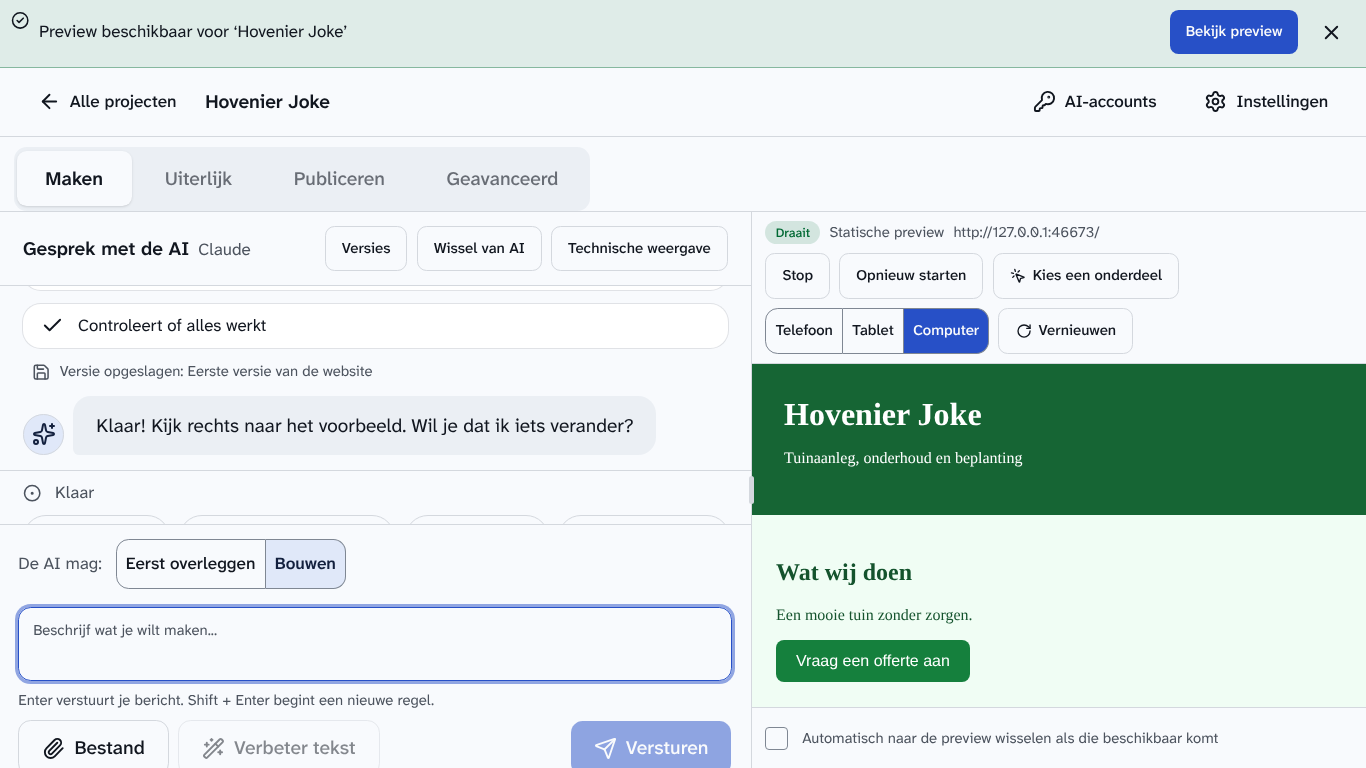 Preview beschikbaar voor ‘Hovenier Joke’
Bekijk preview
Alle projecten
Hovenier Joke
AI-accounts
Instellingen
Maken
Uiterlijk
Publiceren
Geavanceerd
Gesprek met de AI Claude
Versies
Wissel van AI
Technische weergave
Controleert of alles werkt
Versie opgeslagen: Eerste versie van de website
Klaar! Kijk rechts naar het voorbeeld. Wil je dat ik iets verander?
Klaar
De AI mag:
Eerst overleggen
Bouwen
Beschrijf wat je wilt maken...
Enter verstuurt je bericht. Shift + Enter begint een nieuwe regel.
Bestand
Verbeter tekst
Versturen
Draait
Statische preview
http://127.0.0.1:46673/
Stop
Opnieuw starten
Kies een onderdeel
Telefoon
Tablet
Computer
Vernieuwen
Hovenier Joke
Tuinaanleg, onderhoud en beplanting
Wat wij doen
Een mooie tuin zonder zorgen.
Vraag een offerte aan
Automatisch naar de preview wisselen als die beschikbaar komt